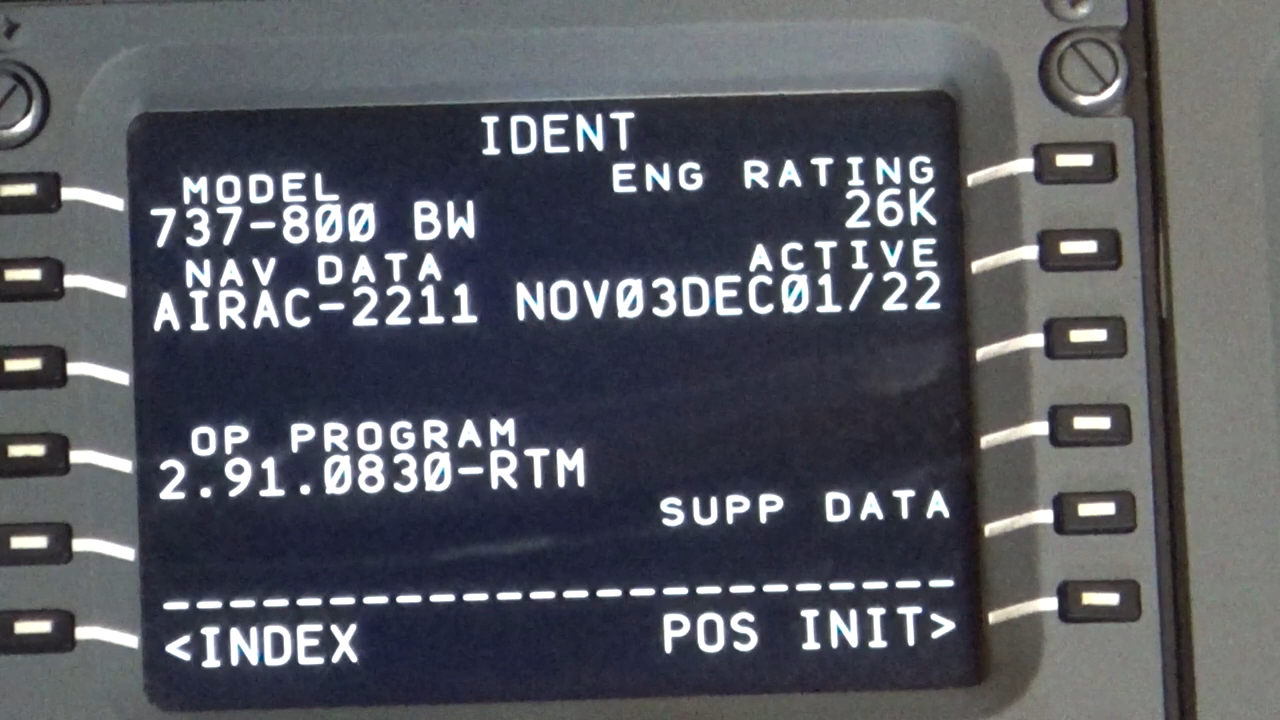 IDENT
MODEL ENG RATING
737-800 BW 26K
NAV DATA ACTIVE
AIRAC-2211 NOV03DEC01/22
OP PROGRAM
2.91.0830-RTM
SUPP DATA
--------------------------
<INDEX POS INIT>